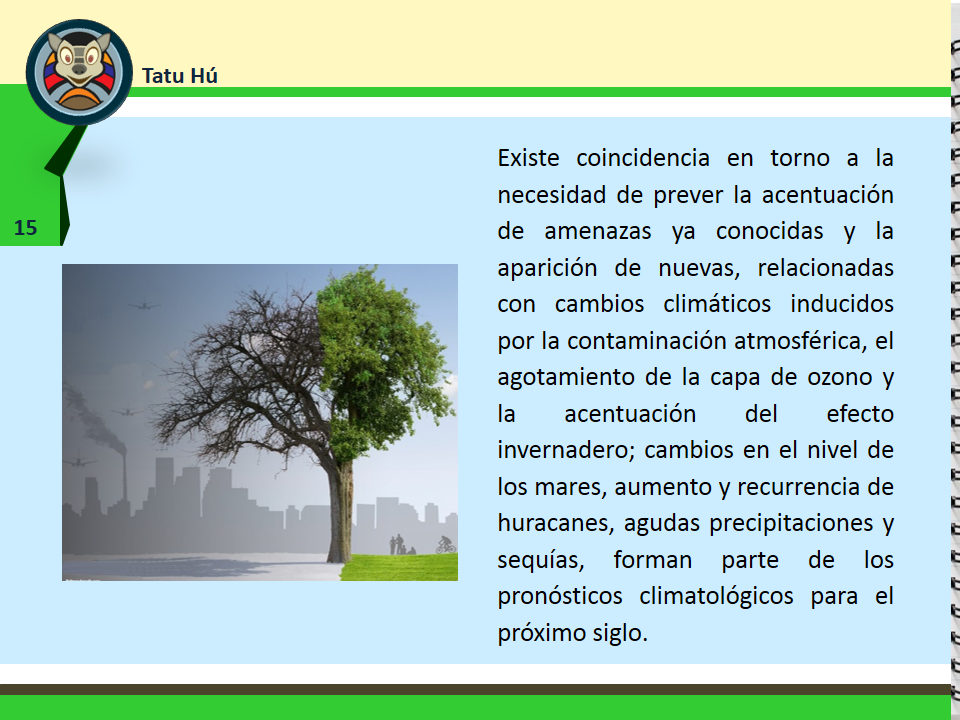 Tatu Hú
15
Existe coincidencia en torno a la
necesidad de prever la acentuación
de amenazas ya conocidas y la
aparición de nuevas, relacionadas
con cambios climáticos inducidos
por la contaminación atmosférica, el
agotamiento de la capa de ozono y
la acentuación del efecto
invernadero; cambios en el nivel de
los mares, aumento y recurrencia de
huracanes, agudas precipitaciones y
sequías, forman parte de los
pronósticos climatológicos para el
próximo siglo.